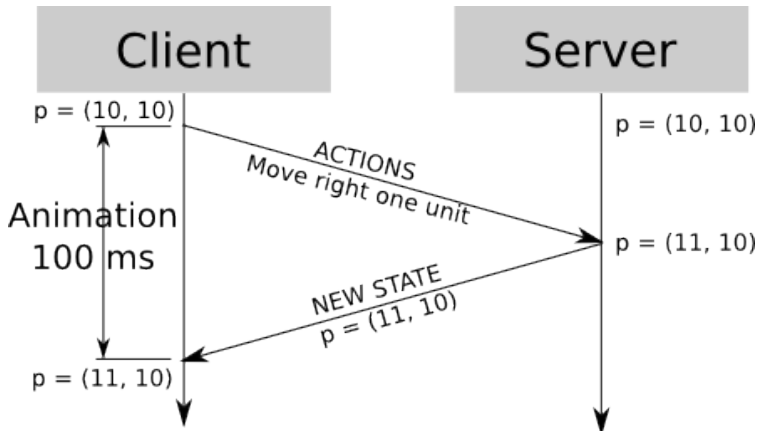 Client
Server
p = (10, 10)
p = (10, 10)
ACTIONS
Move right one unit
Animation
100 ms
p = (11, 10)
NEW STATE
p = (11, 10)
p = (11, 10)